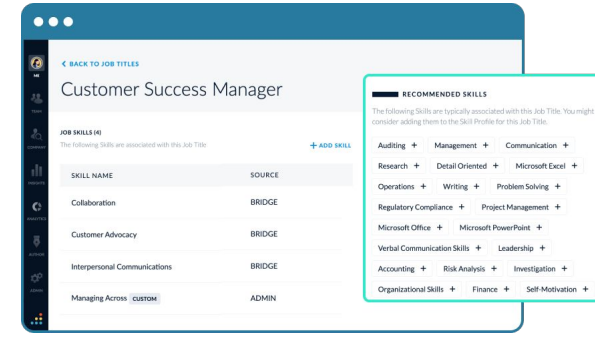 BACK TO JOB TITLES
Customer Success Manager
JOB SKILLS (4)
The following Skills are associated with this Job Title
+ ADD SKILL
SKILL NAME SOURCE
Collaboration BRIDGE
Customer Advocacy BRIDGE
Interpersonal Communications BRIDGE
Managing Across CUSTOM ADMIN
ME
TEAM
COMPANY
INSIGHTS
ANALYTICS
AUTHOR
ADMIN
RECOMMENDED SKILLS
The following Skills are typically associated with this Job Title. You might
consider adding them to the Skill Profile for this Job Title.
Auditing + Management + Communication +
Research + Detail Oriented + Microsoft Excel +
Operations + Writing + Problem Solving +
Regulatory Compliance + Project Management +
Microsoft Office + Microsoft PowerPoint +
Verbal Communication Skills + Leadership +
Accounting + Risk Analysis + Investigation +
Organizational Skills + Finance + Self-Motivation +